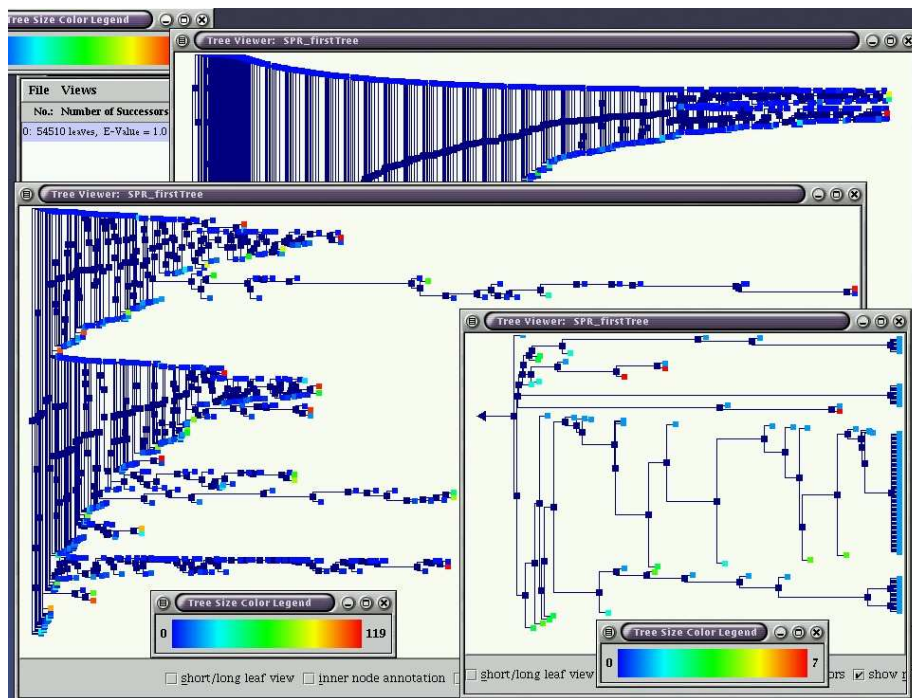 Tree Size Color Legend
Tree Viewer: SPR_firstTree
File Views
No.: Number of Successors
0: 54510 leaves, E-Value = 1.0
Tree Viewer: SPR_firstTree
Tree Viewer: SPR_firstTree
Tree Size Color Legend
0 119
short/long leaf view inner node annotation
Tree Size Color Legend
0 7
short/long leaf view ors show